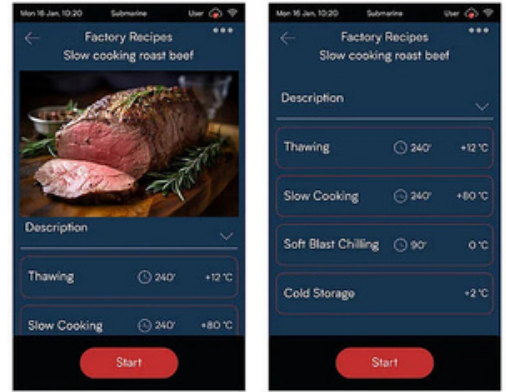 Mon 16 Jan, 10:20 Submarine User
Factory Recipes
Slow cooking roast beef
Description
Thawing 240' +12 °C
Slow Cooking 240' +80 °C
Start
Mon 16 Jan, 10:20 Submarine User
Factory Recipes
Slow cooking roast beef
Description
Thawing 240' +12 °C
Slow Cooking 240' +80 °C
Soft Blast Chilling 90' 0 °C
Cold Storage +2 °C
Start